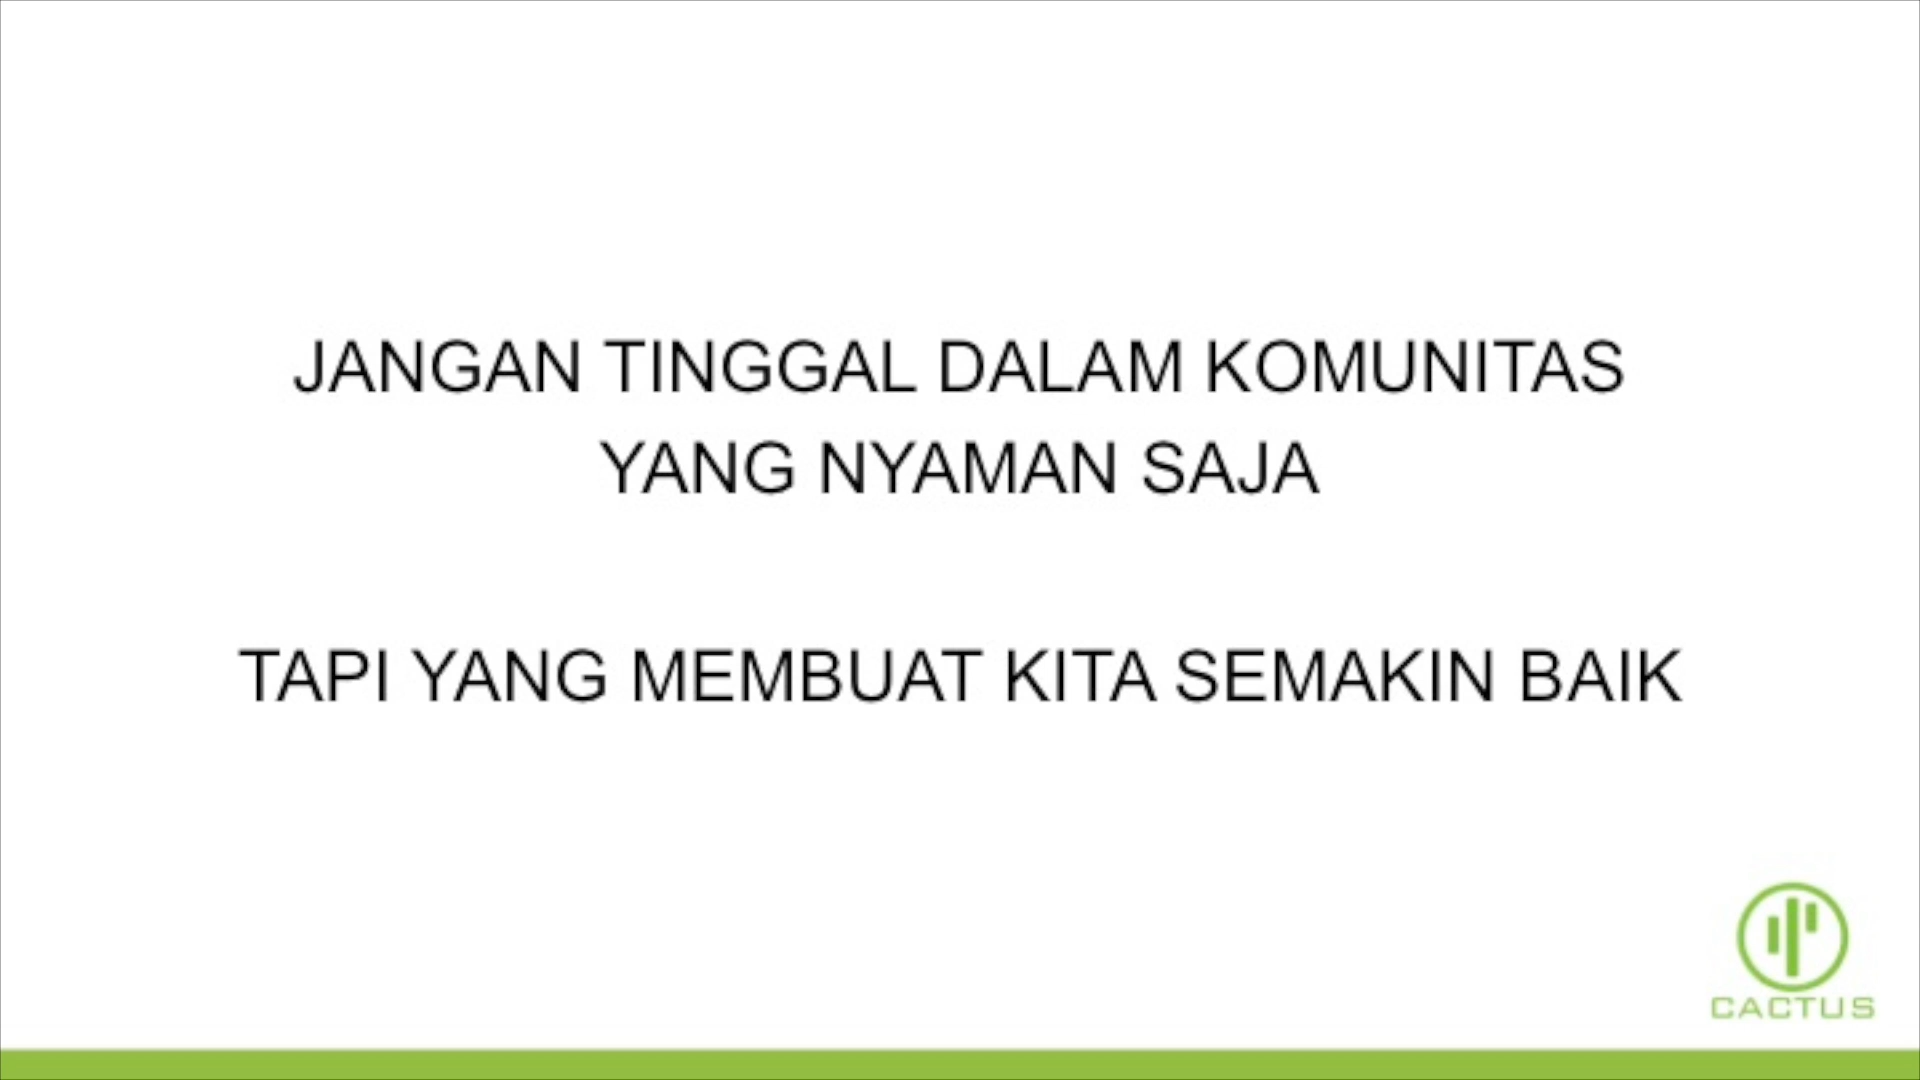 JANGAN TINGGAL DALAM KOMUNITAS
YANG NYAMAN SAJA
TAPI YANG MEMBUAT KITA SEMAKIN BAIK
CACTUS